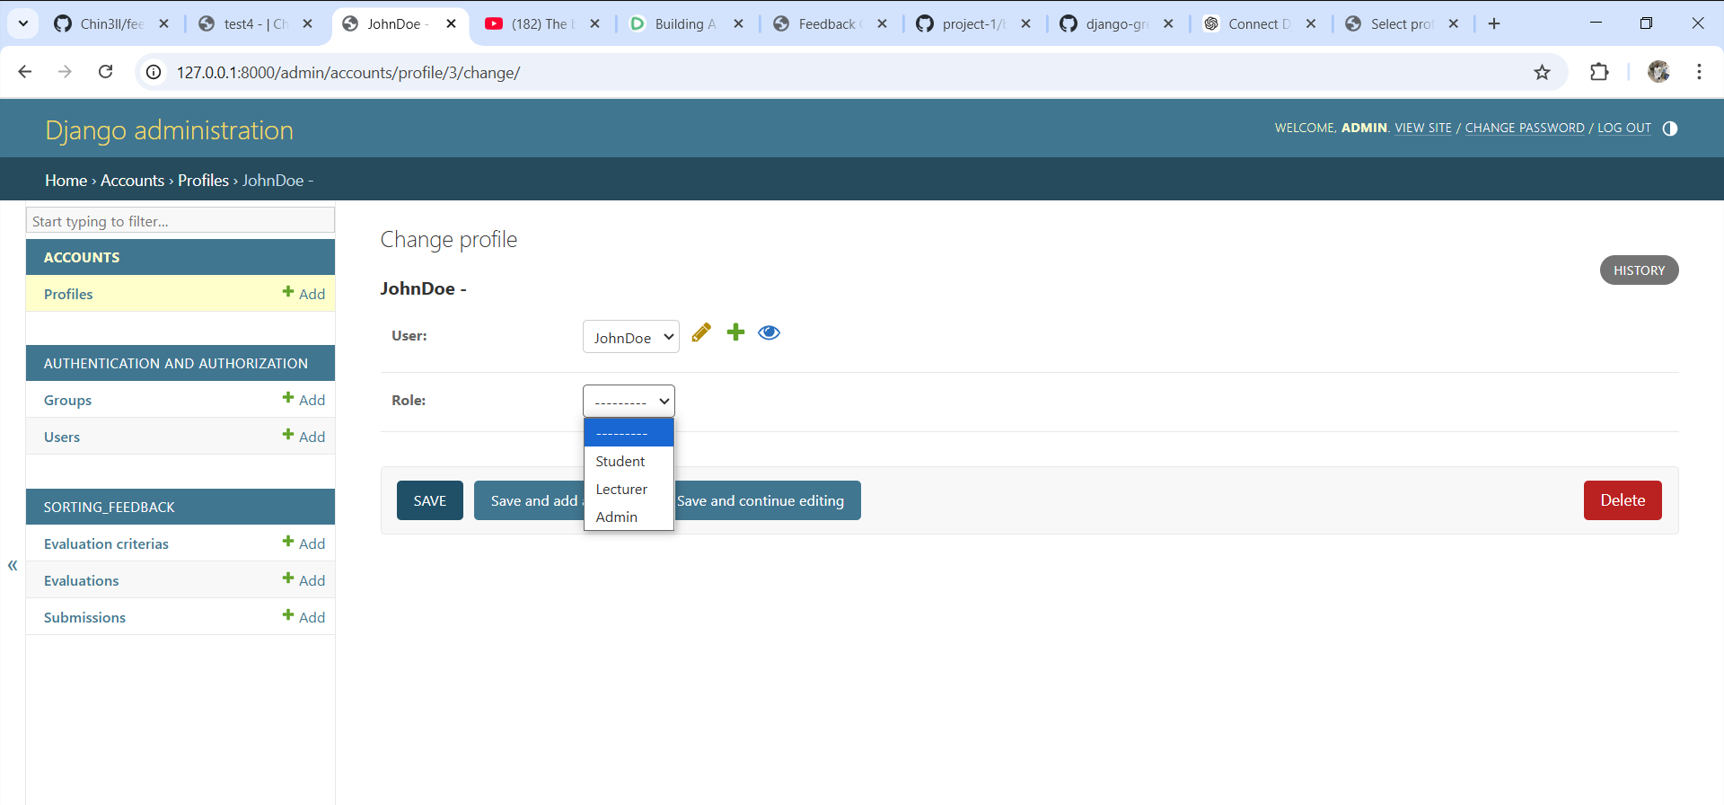 Chin3ll/fee
test4 - | Ch
JohnDoe -
(182) The b
Building A
Feedback
project-1/
django-gr
Connect D
Select pro
127.0.0.1:8000/admin/accounts/profile/3/change/
Django administration
WELCOME, ADMIN. VIEW SITE / CHANGE PASSWORD / LOG OUT
Home › Accounts › Profiles › JohnDoe -
Start typing to filter...
ACCOUNTS
Profiles
Add
AUTHENTICATION AND AUTHORIZATION
Groups
Add
Users
Add
SORTING_FEEDBACK
Evaluation criterias
Add
Evaluations
Add
Submissions
Add
«
Change profile
HISTORY
JohnDoe -
User:
JohnDoe
Role:
---------
---------
Student
Lecturer
Admin
SAVE
Save and add
Save and continue editing
Delete